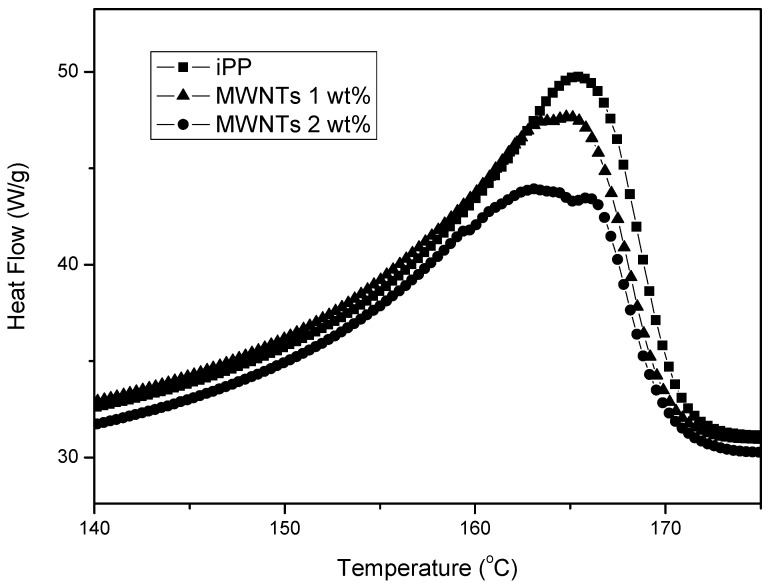 50
40
30
140
150
160
170
Heat Flow (W/g)
Temperature (°C)
iPP
MWNTs 1 wt%
MWNTs 2 wt%